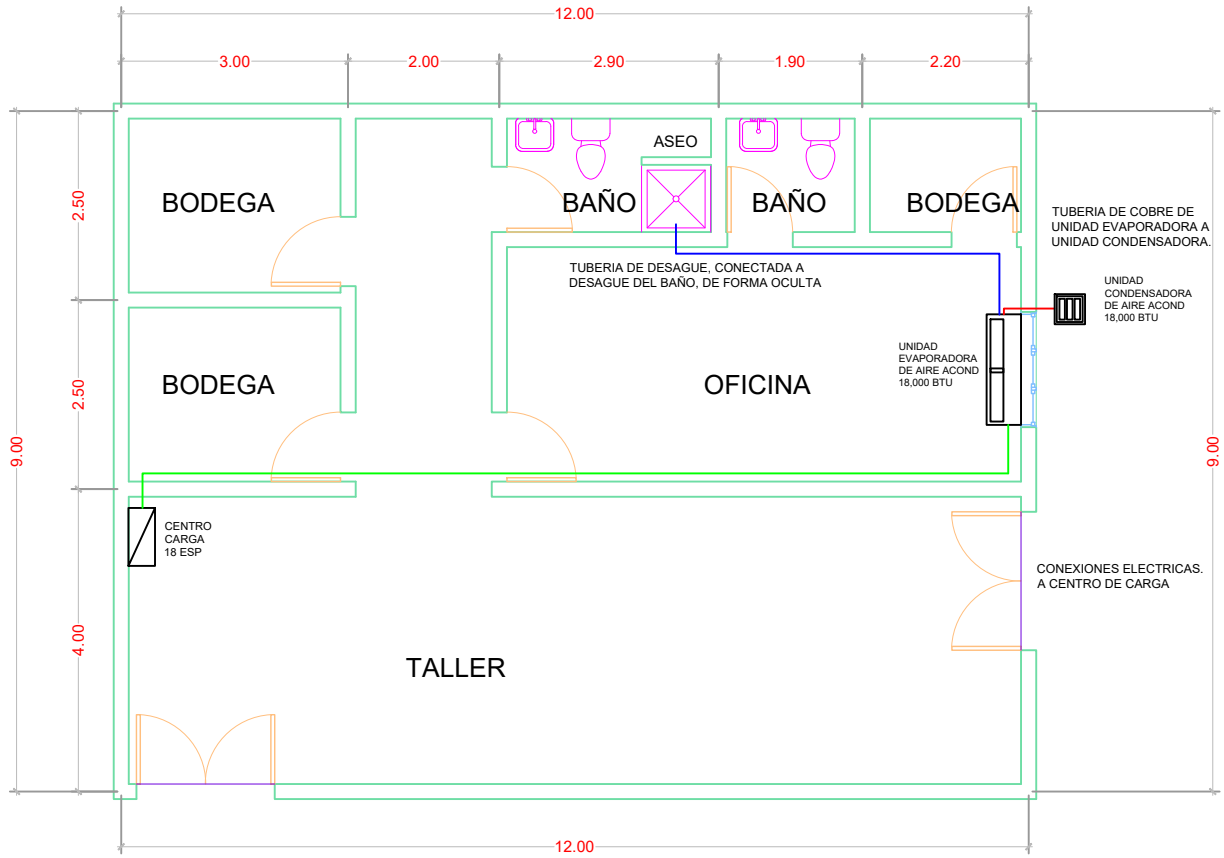 12.00
3.00
2.00
2.90
1.90
2.20
ASEO
BODEGA
BAÑO
BAÑO
BODEGA
2.50
TUBERIA DE COBRE DE
UNIDAD EVAPORADORA A
UNIDAD CONDENSADORA.
TUBERIA DE DESAGUE, CONECTADA A
DESAGUE DEL BAÑO, DE FORMA OCULTA
UNIDAD
CONDENSADORA
DE AIRE ACOND
18,000 BTU
UNIDAD
EVAPORADORA
DE AIRE ACOND
18,000 BTU
BODEGA
OFICINA
2.50
9.00
9.00
CENTRO
CARGA
18 ESP
CONEXIONES ELECTRICAS.
A CENTRO DE CARGA
4.00
TALLER
12.00